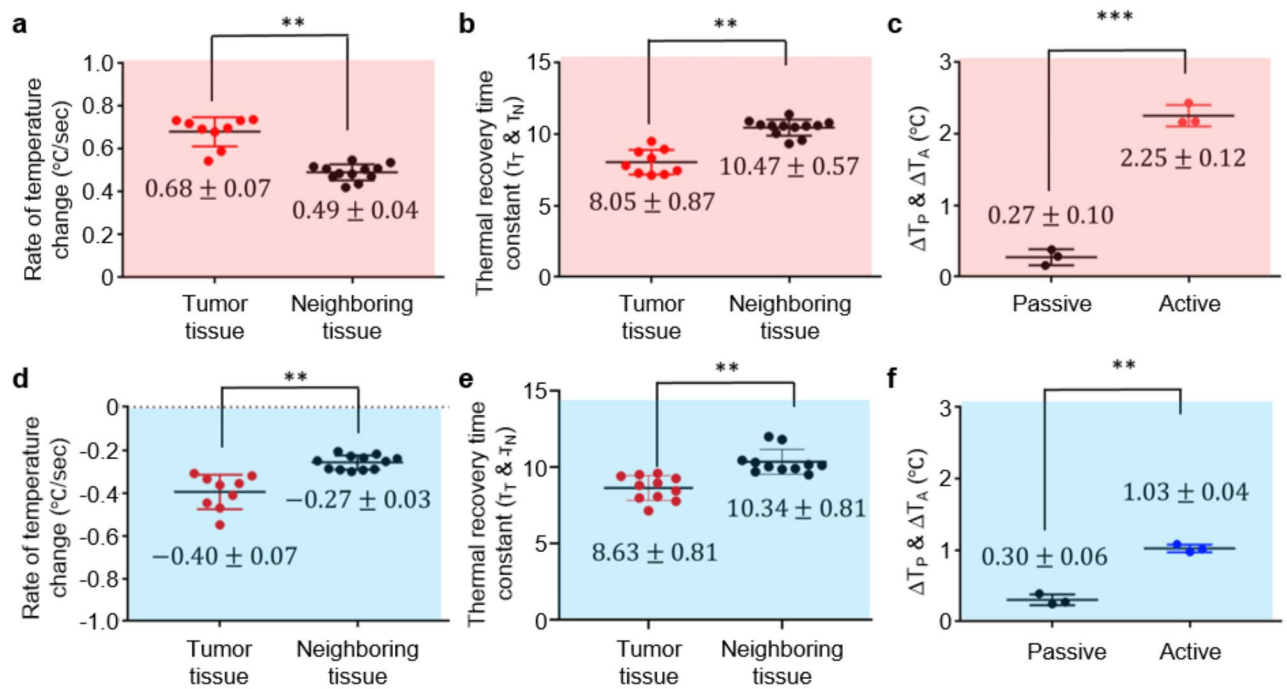 a
**
Rate of temperature
change (°C/sec)
1.0
0.8
0.6
0.4
0.2
0
0.68 ± 0.07
0.49 ± 0.04
Tumor
tissue
Neighboring
tissue
b
**
Thermal recovery time
constant (τT & τN)
15
10
5
0
8.05 ± 0.87
10.47 ± 0.57
Tumor
tissue
Neighboring
tissue
c
***
ΔTP & ΔTA (°C)
3
2
1
0
0.27 ± 0.10
2.25 ± 0.12
Passive
Active
d
**
Rate of temperature
change (°C/sec)
0
-0.2
-0.4
-0.6
-0.8
-1.0
−0.40 ± 0.07
−0.27 ± 0.03
Tumor
tissue
Neighboring
tissue
e
**
Thermal recovery time
constant (τT & τN)
15
10
5
0
8.63 ± 0.81
10.34 ± 0.81
Tumor
tissue
Neighboring
tissue
f
**
ΔTP & ΔTA (°C)
3
2
1
0
0.30 ± 0.06
1.03 ± 0.04
Passive
Active